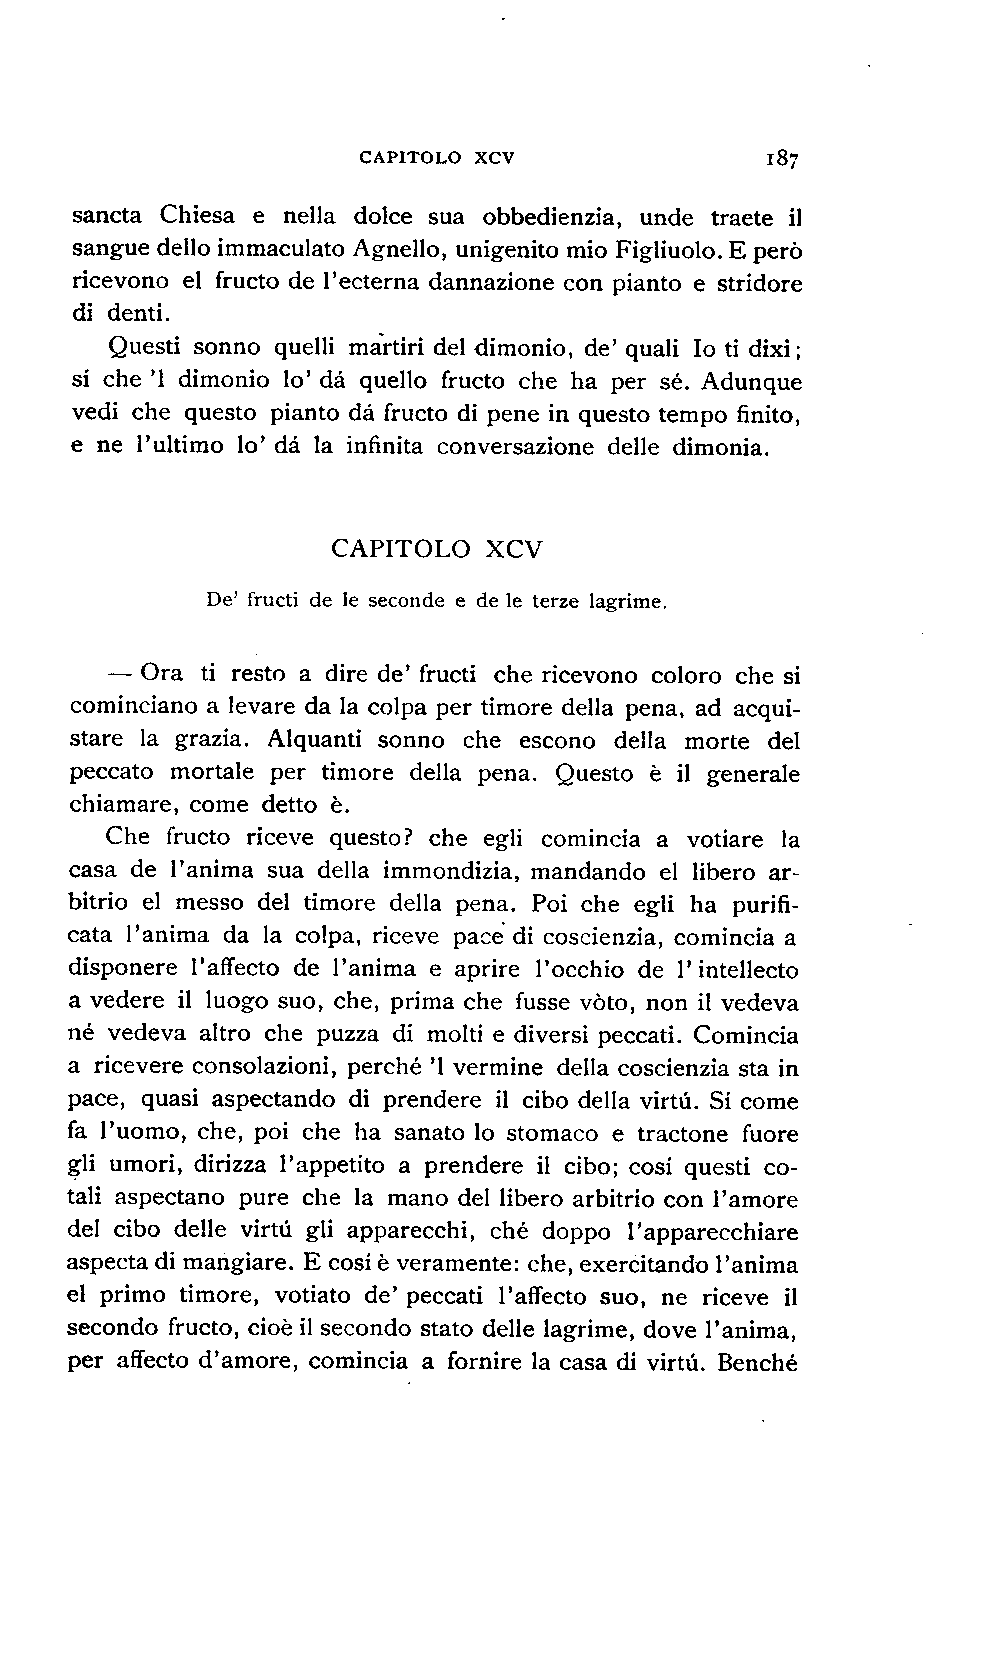 CAPITOLO XCV 187
sancta Chiesa e nella dolce sua obbedienzia, unde traete il
sangue dello immaculato Agnello, unigenito mio Figliuolo. E però
ricevono el fructo de l'ecterna dannazione con pianto e stridore
di denti.
Questi sonno quelli martiri del dimonio, de' quali Io ti dixi;
sí che 'l dimonio lo' dá quello fructo che ha per sé. Adunque
vedi che questo pianto dá fructo di pene in questo tempo finito,
e ne l'ultimo lo' dá la infinita conversazione delle dimonia.
CAPITOLO XCV
De' fructi de le seconde e de le terze lagrime.
— Ora ti resto a dire de' fructi che ricevono coloro che si
cominciano a levare da la colpa per timore della pena, ad acqui-
stare la grazia. Alquanti sonno che escono della morte del
peccato mortale per timore della pena. Questo è il generale
chiamare, come detto è.
Che fructo riceve questo? che egli comincia a votiare la
casa de l'anima sua della immondizia, mandando el libero ar-
bitrio el messo del timore della pena. Poi che egli ha purifi-
cata l'anima da la colpa, riceve pace di coscienzia, comincia a
disponere l'affecto de l'anima e aprire l'occhio de l'intellecto
a vedere il luogo suo, che, prima che fusse vòto, non il vedeva
né vedeva altro che puzza di molti e diversi peccati. Comincia
a ricevere consolazioni, perché 'l vermine della coscienzia sta in
pace, quasi aspectando di prendere il cibo della virtú. Sí come
fa l'uomo, che, poi che ha sanato lo stomaco e tractone fuore
gli umori, dirizza l'appetito a prendere il cibo; cosí questi co-
tali aspectano pure che la mano del libero arbitrio con l'amore
del cibo delle virtú gli apparecchi, ché doppo l'apparecchiare
aspecta di mangiare. E cosí è veramente: che, exercitando l'anima
el primo timore, votiato de' peccati l'affecto suo, ne riceve il
secondo fructo, cioè il secondo stato delle lagrime, dove l'anima,
per affecto d'amore, comincia a fornire la casa di virtú. Benché